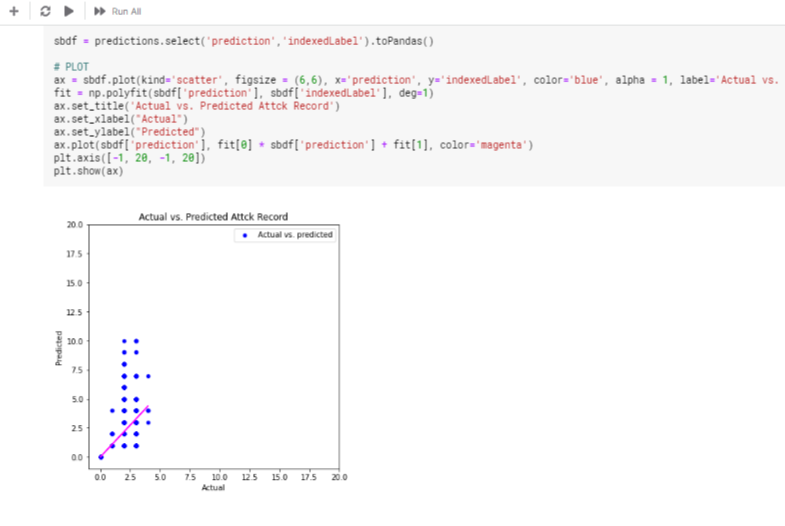 Run All
sbdf = predictions.select('prediction','indexedLabel').toPandas()
# PLOT
ax = sbdf.plot(kind='scatter', figsize = (6,6), x='prediction', y='indexedLabel', color='blue', alpha = 1, label='Actual vs.
fit = np.polyfit(sbdf['prediction'], sbdf['indexedLabel'], deg=1)
ax.set_title('Actual vs. Predicted Attck Record')
ax.set_xlabel("Actual")
ax.set_ylabel("Predicted")
ax.plot(sbdf['prediction'], fit[0] * sbdf['prediction'] + fit[1], color='magenta')
plt.axis([-1, 20, -1, 20])
plt.show(ax)
Actual vs. Predicted Attck Record
Actual vs. predicted
20.0
17.5
15.0
12.5
10.0
7.5
5.0
2.5
0.0
Predicted
0.0 2.5 5.0 7.5 10.0 12.5 15.0 17.5 20.0
Actual